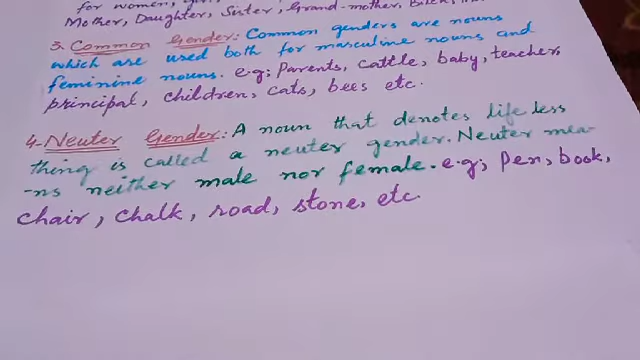 for women,
Mother, Daughter, Sister, Grand-mother,
3. Common Gender: Common genders are nouns
which are used both for masculine nouns and
feminine nouns. e.g; Parents, cattle, baby, teacher,
principal, children, cats, bees etc.
4- Neuter Gender: A noun that denotes life less
thing is called a neuter gender. Neuter mea-
-ns neither male nor female. e.g; Pen, book,
chair, chalk, road, stone, etc.